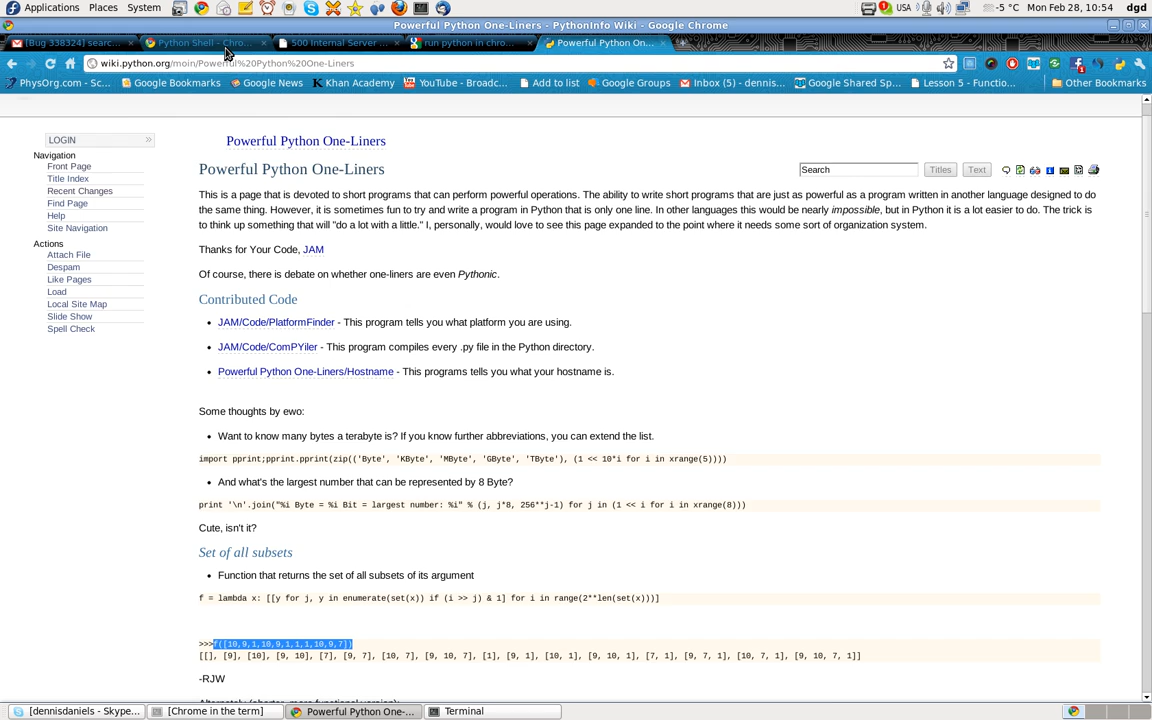 Applications Places System USA -5 °C Mon Feb 28, 10:54 dgd
Powerful Python One-Liners - PythonInfo Wiki - Google Chrome
[Bug 338324] searc... Python Shell - 500 Internal Server ... run python in chro... Powerful Python On...
wiki.python.org/moin/Powerful%20Python%20One-Liners
PhysOrg.com - Sc... Google Bookmarks Google News Khan Academy YouTube - Broadc... Add to list Google Groups Inbox (5) - dennis... Google Shared Sp... Lesson 5 - Functio... Other Bookmarks
LOGIN
Navigation
Front Page
Title Index
Recent Changes
Find Page
Help
Site Navigation
Actions
Attach File
Despam
Like Pages
Load
Local Site Map
Slide Show
Spell Check
Powerful Python One-Liners
Powerful Python One-Liners
Search Titles Text
This is a page that is devoted to short programs that can perform powerful operations. The ability to write short programs that are just as powerful as a program written in another language designed to do
the same thing. However, it is sometimes fun to try and write a program in Python that is only one line. In other languages this would be nearly impossible, but in Python it is a lot easier to do. The trick is
to think up something that will "do a lot with a little." I, personally, would love to see this page expanded to the point where it needs some sort of organization system.
Thanks for Your Code, JAM
Of course, there is debate on whether one-liners are even Pythonic.
Contributed Code
• JAM/Code/PlatformFinder - This program tells you what platform you are using.
• JAM/Code/ComPYiler - This program compiles every .py file in the Python directory.
• Powerful Python One-Liners/Hostname - This programs tells you what your hostname is.
Some thoughts by ewo:
• Want to know many bytes a terabyte is? If you know further abbreviations, you can extend the list.
import pprint;pprint.pprint(zip(('Byte', 'KByte', 'MByte', 'GByte', 'TByte'), (1 << 10*i for i in xrange(5))))
• And what's the largest number that can be represented by 8 Byte?
print '\n'.join("%i Byte = %i Bit = largest number: %i" % (j, j*8, 256**j-1) for j in (1 << i for i in xrange(8)))
Cute, isn't it?
Set of all subsets
• Function that returns the set of all subsets of its argument
f = lambda x: [[y for j, y in enumerate(set(x)) if (i >> j) & 1] for i in range(2**len(set(x)))]
>>>f([10,9,1,10,9,1,1,1,10,9,7])
[[], [9], [10], [9, 10], [7], [9, 7], [10, 7], [9, 10, 7], [1], [9, 1], [10, 1], [9, 10, 1], [7, 1], [9, 7, 1], [10, 7, 1], [9, 10, 7, 1]]
-RJW
[dennisdaniels - Skype... [Chrome in the term] Powerful Python One-... Terminal